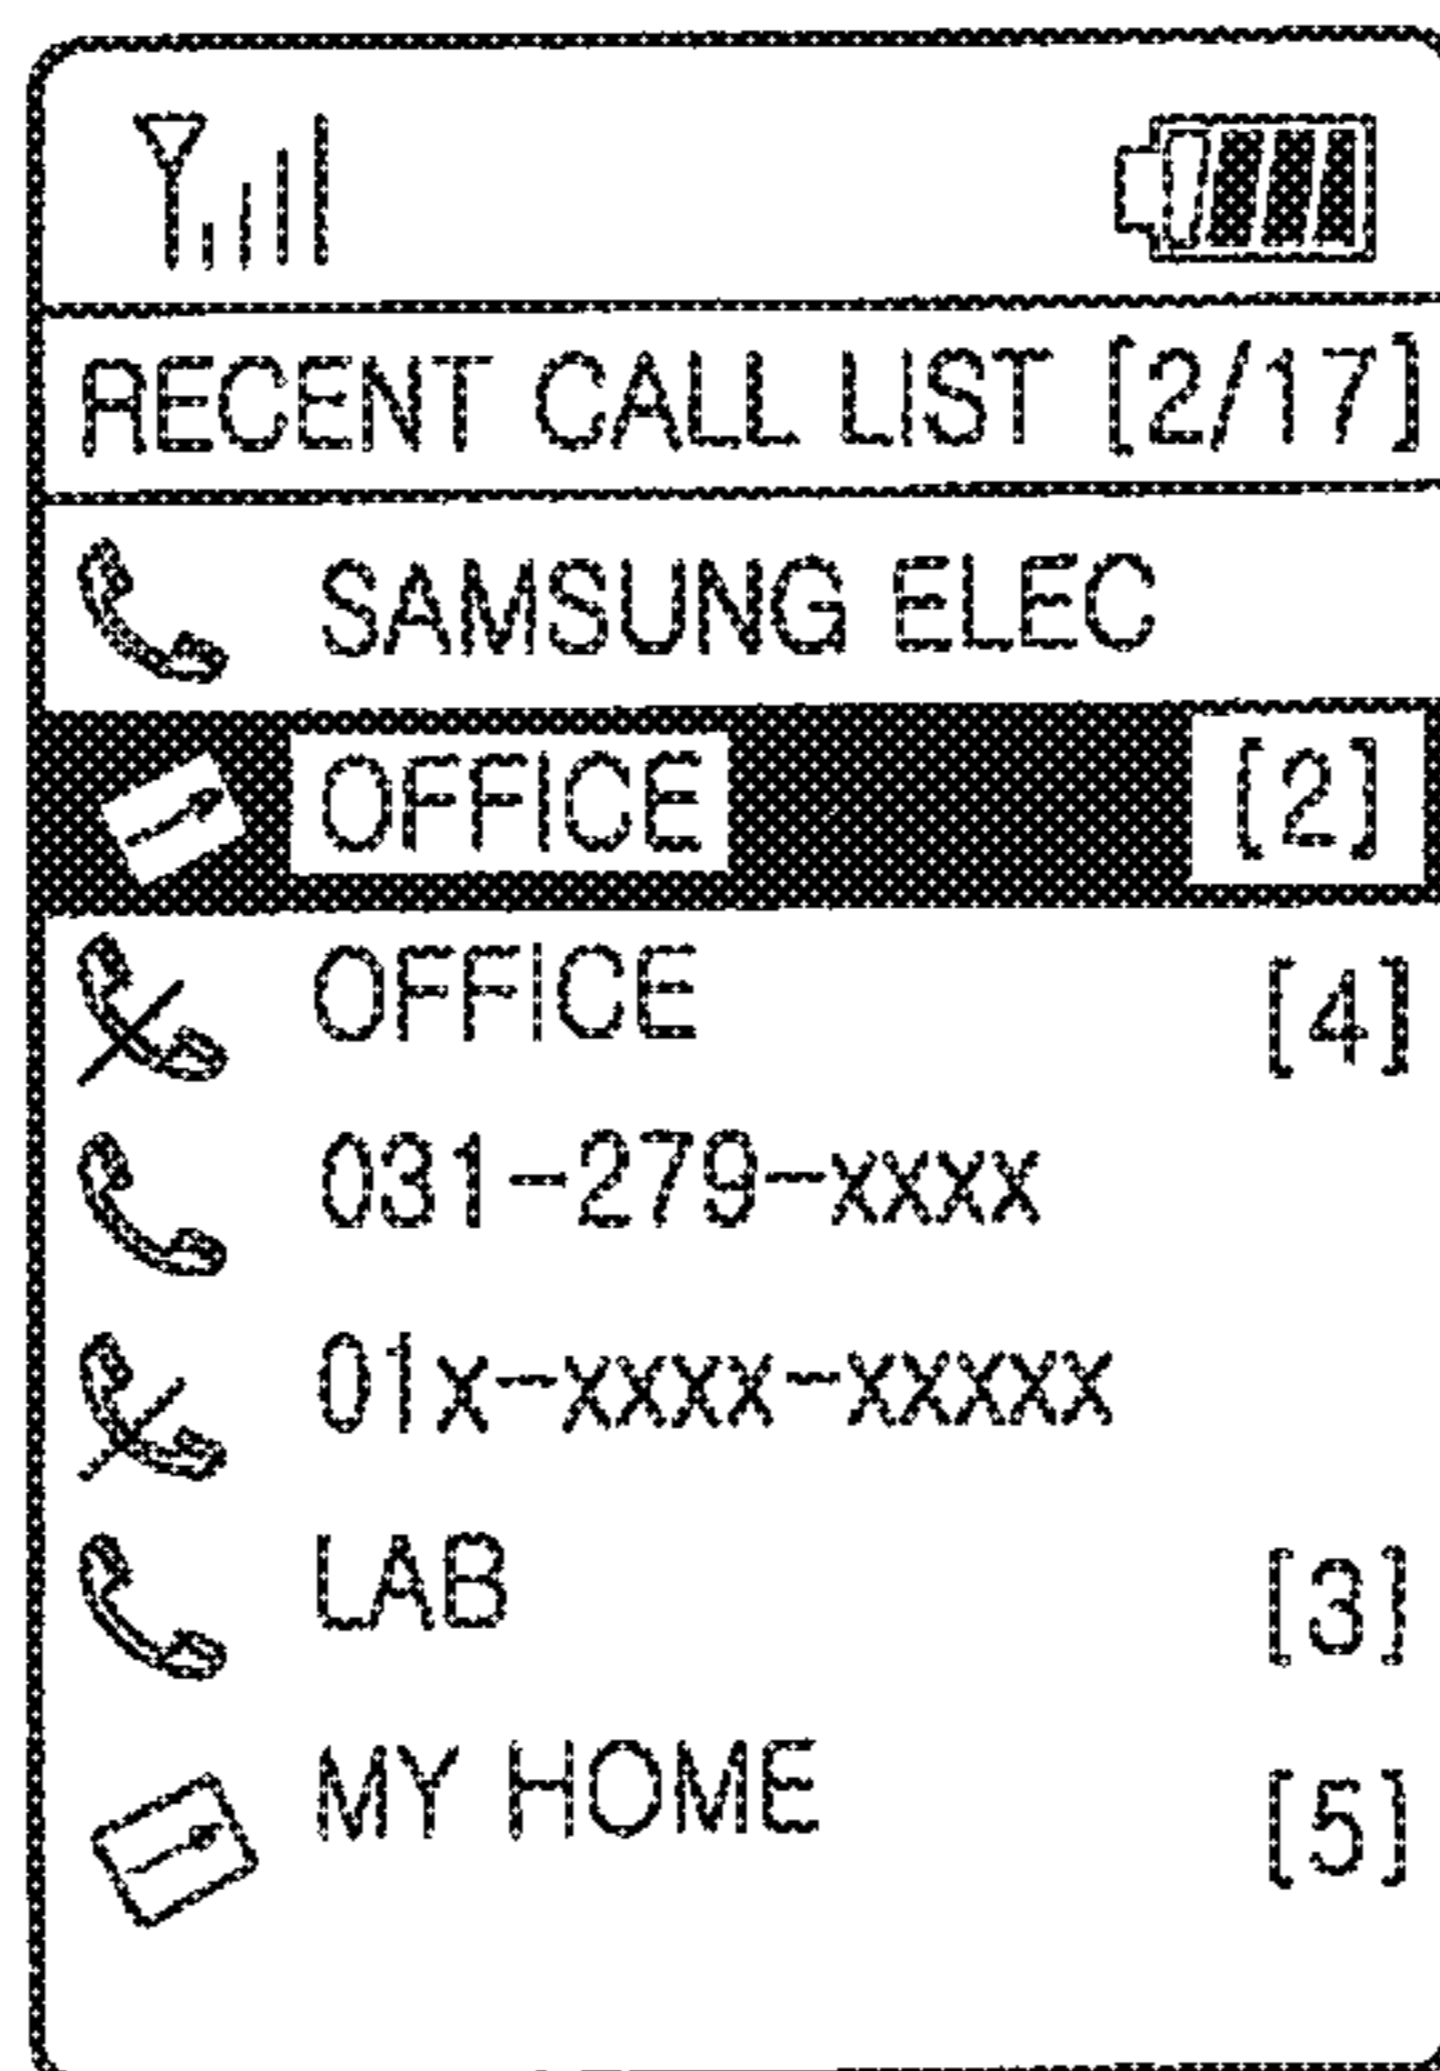 RECENT CALL LIST [2/17]
SAMSUNG ELEC
OFFICE [2]
OFFICE [4]
031-279-xxxx
01x-xxxx-xxxxx
LAB [3]
MY HOME [5]